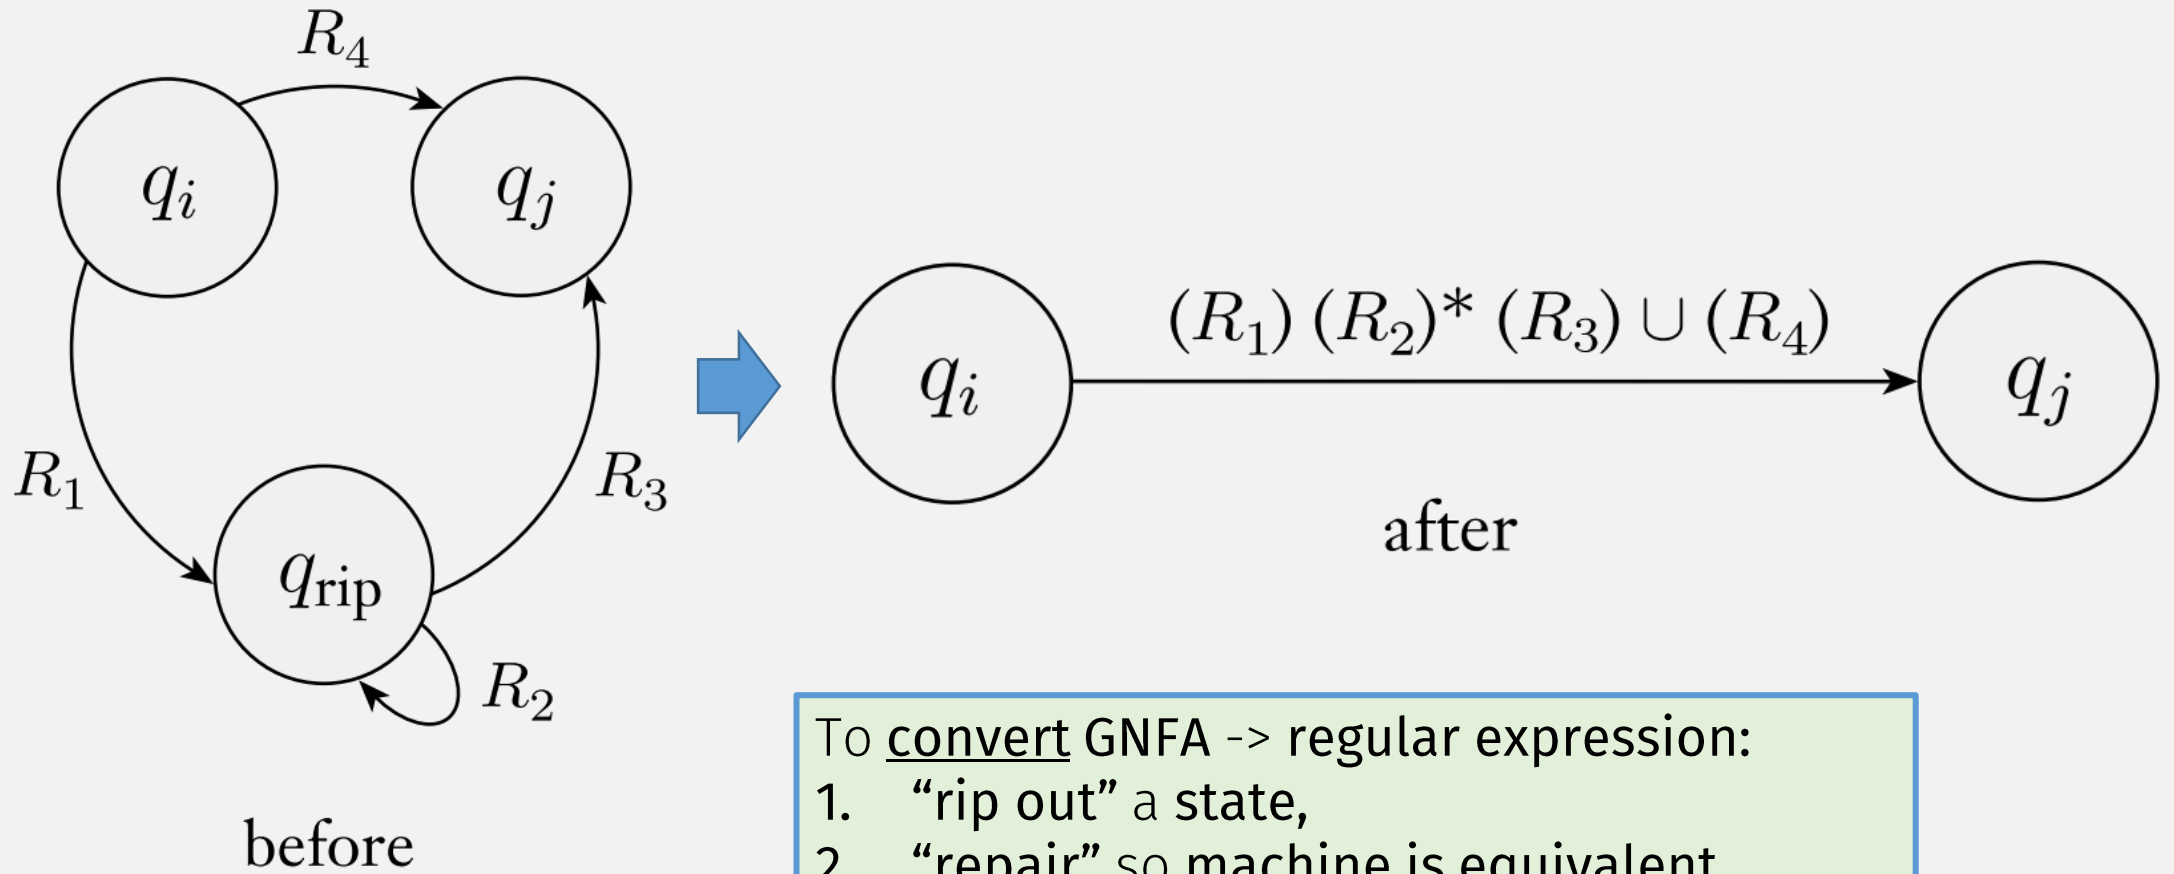 R₄
qᵢ
qⱼ
R₁
R₃
q_rip
R₂
before
(R₁) (R₂)* (R₃) ∪ (R₄)
qᵢ
qⱼ
after
To convert GNFA -> regular expression:
1. “rip out” a state,
2. “repair” so machine is equivalent